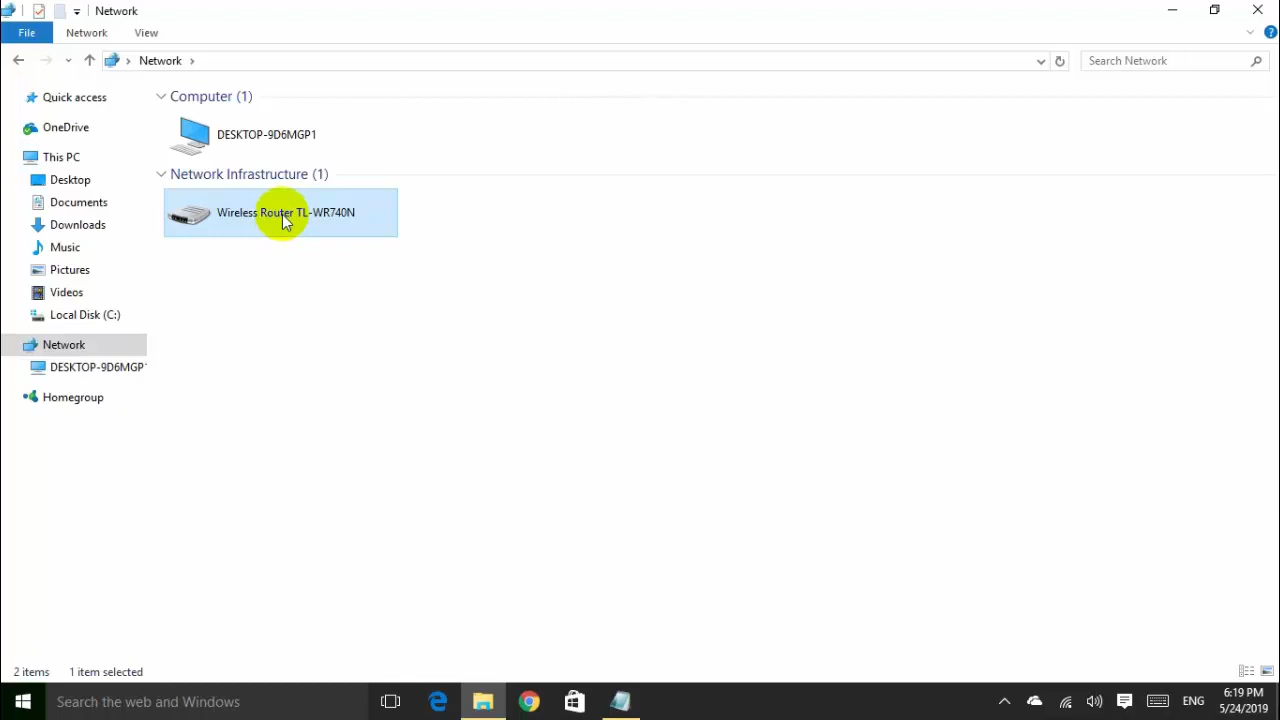 Network
File
Network
View
Network
Search Network
Quick access
OneDrive
This PC
Desktop
Documents
Downloads
Music
Pictures
Videos
Local Disk (C:)
Network
DESKTOP-9D6MGP1
Homegroup
Computer (1)
DESKTOP-9D6MGP1
Network Infrastructure (1)
Wireless Router TL-WR740N
2 items
1 item selected
Search the web and Windows
ENG
6:19 PM
5/24/2019